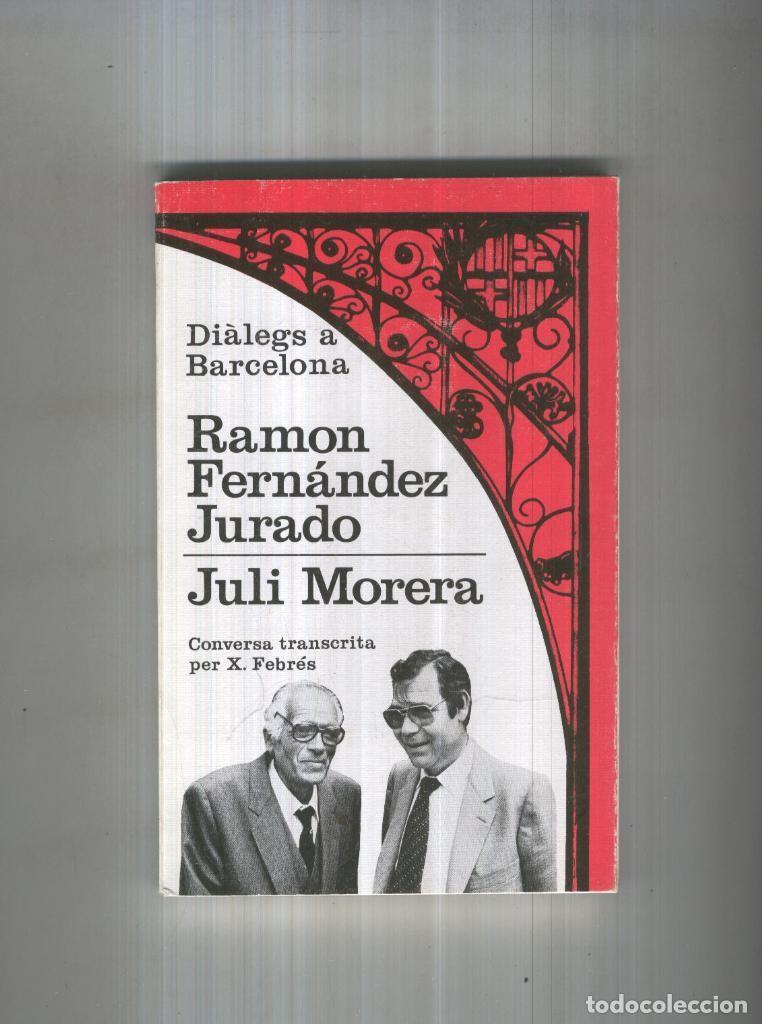 Diàlegs a
Barcelona
Ramon
Fernández
Jurado
Juli Morera
Conversa transcrita
per X. Febrés
todocoleccion